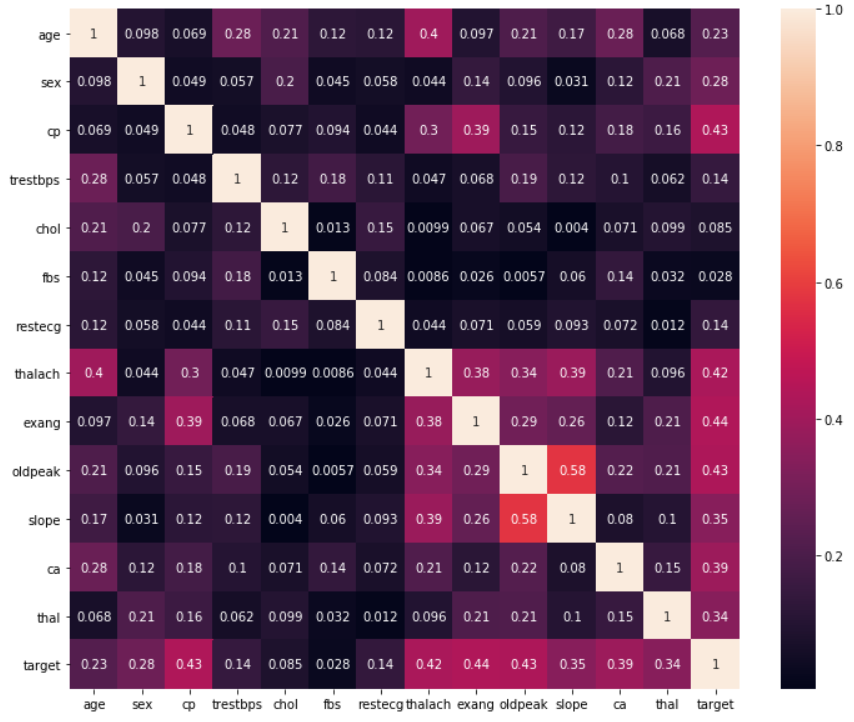 1.0
age 1 0.098 0.069 0.28 0.21 0.12 0.12 0.4 0.097 0.21 0.17 0.28 0.068 0.23
sex 0.098 1 0.049 0.057 0.2 0.045 0.058 0.044 0.14 0.096 0.031 0.12 0.21 0.28
cp 0.069 0.049 1 0.048 0.077 0.094 0.044 0.3 0.39 0.15 0.12 0.18 0.16 0.43
0.8
trestbps 0.28 0.057 0.048 1 0.12 0.18 0.11 0.047 0.068 0.19 0.12 0.1 0.062 0.14
chol 0.21 0.2 0.077 0.12 1 0.013 0.15 0.0099 0.067 0.054 0.004 0.071 0.099 0.085
fbs 0.12 0.045 0.094 0.18 0.013 1 0.084 0.0086 0.026 0.0057 0.06 0.14 0.032 0.028
0.6
restecg 0.12 0.058 0.044 0.11 0.15 0.084 1 0.044 0.071 0.059 0.093 0.072 0.012 0.14
thalach 0.4 0.044 0.3 0.047 0.0099 0.0086 0.044 1 0.38 0.34 0.39 0.21 0.096 0.42
exang 0.097 0.14 0.39 0.068 0.067 0.026 0.071 0.38 1 0.29 0.26 0.12 0.21 0.44
0.4
oldpeak 0.21 0.096 0.15 0.19 0.054 0.0057 0.059 0.34 0.29 1 0.58 0.22 0.21 0.43
slope 0.17 0.031 0.12 0.12 0.004 0.06 0.093 0.39 0.26 0.58 1 0.08 0.1 0.35
0.2
ca 0.28 0.12 0.18 0.1 0.071 0.14 0.072 0.21 0.12 0.22 0.08 1 0.15 0.39
thal 0.068 0.21 0.16 0.062 0.099 0.032 0.012 0.096 0.21 0.21 0.1 0.15 1 0.34
target 0.23 0.28 0.43 0.14 0.085 0.028 0.14 0.42 0.44 0.43 0.35 0.39 0.34 1
age sex cp trestbps chol fbs restecg thalach exang oldpeak slope ca thal target